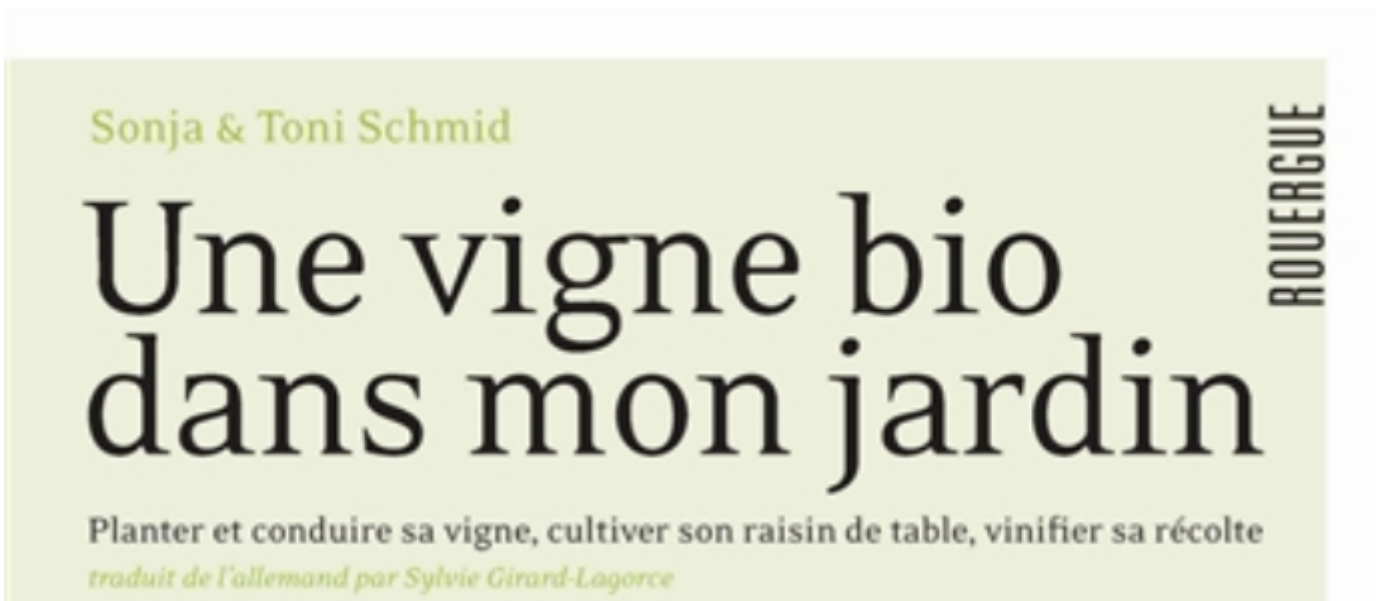 Sonja & Toni Schmid
Une vigne bio
dans mon jardin
Planter et conduire sa vigne, cultiver son raisin de table, vinifier sa récolte
traduit de l'allemand par Sylvie Girard-Lagorce
ROUERGUE